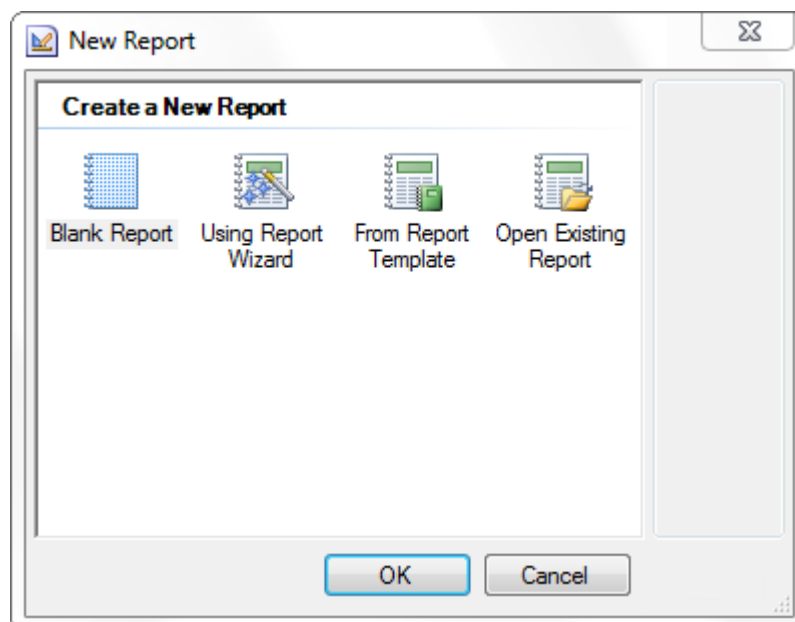 New Report
Create a New Report
Blank Report
Using Report
Wizard
From Report
Template
Open Existing
Report
OK
Cancel